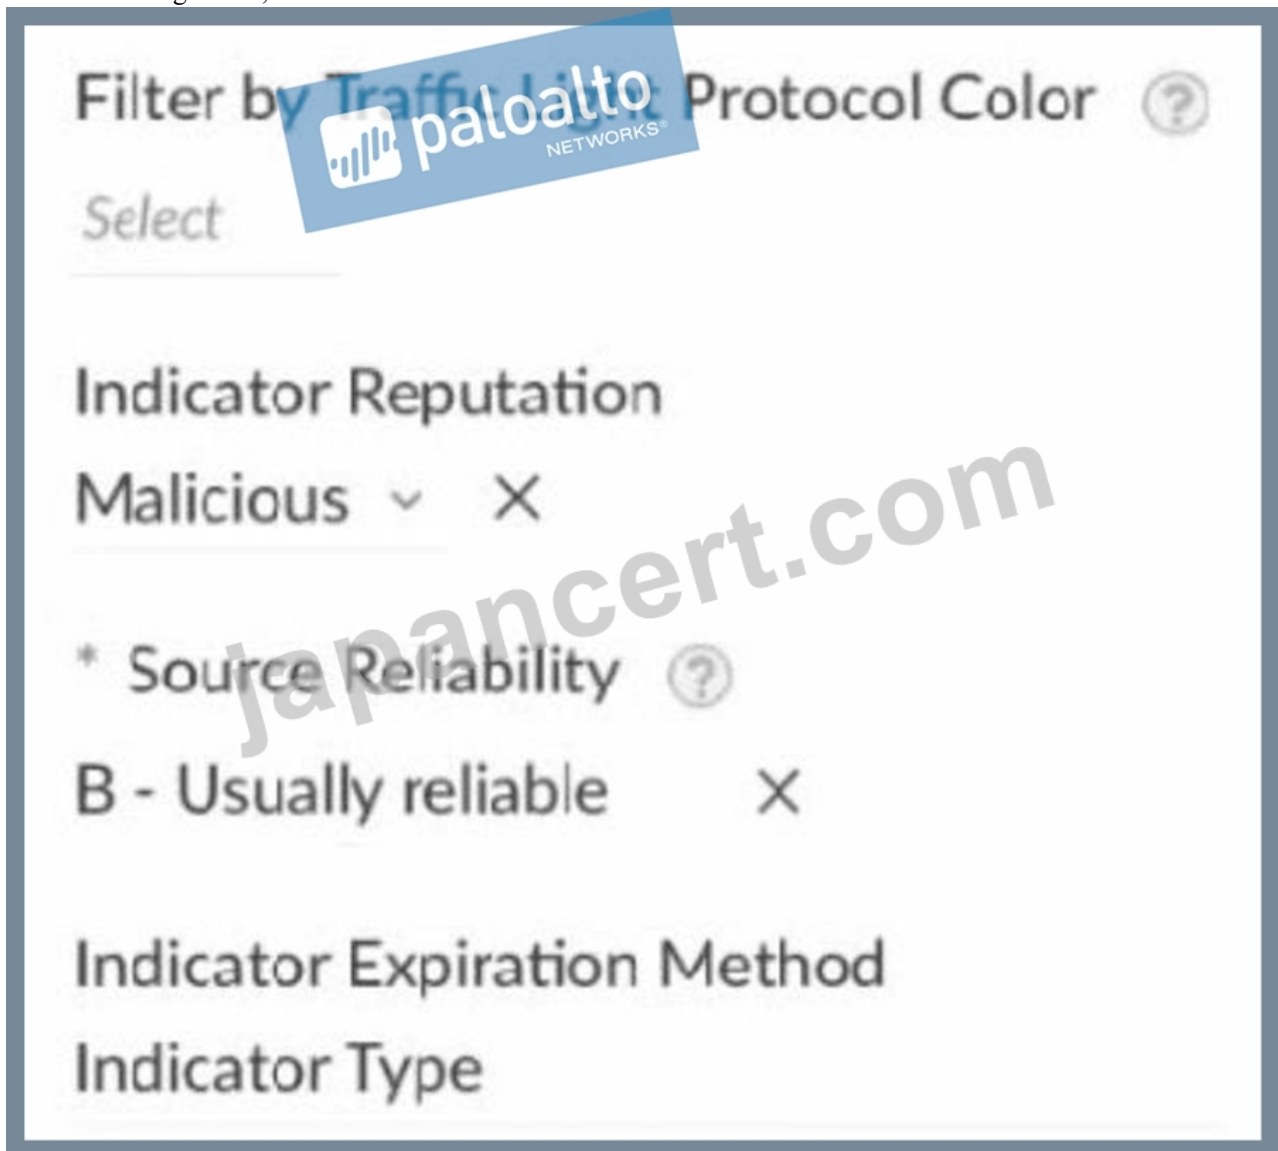 Filter by Traffic Light Protocol Color ?
paloalto
NETWORKS®
Select
Indicator Reputation
Malicious
japancert.com
* Source Reliability ?
B - Usually reliable
Indicator Expiration Method
Indicator Type